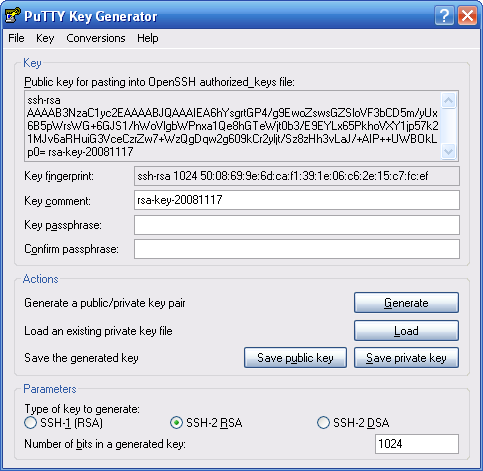 PuTTY Key Generator
File Key Conversions Help
Key
Public key for pasting into OpenSSH authorized_keys file:
ssh-rsa
AAAAB3NzaC1yc2EAAAABJQAAAIEA6hYsgrtGP4/g9EwoZswsGZSIoVF3bCD5m/yUx
6B5pWrsWG+6GJS1/hWoVlgbWPnxa1Qe8hGTeWjt0b3/E9EYLx65PkhoVXY1jp57k2
1MJv6aRHuiG3VceCzrZw7+WzQgDqw2g609kCr2yljt/Sz8zHh3vLaJ/+AlP++UWBOkL
p0= rsa-key-20081117
Key fingerprint: ssh-rsa 1024 50:08:69:9e:6d:ca:f1:39:1e:06:c6:2e:15:c7:fc:ef
Key comment: rsa-key-20081117
Key passphrase:
Confirm passphrase:
Actions
Generate a public/private key pair Generate
Load an existing private key file Load
Save the generated key Save public key Save private key
Parameters
Type of key to generate:
SSH-1 (RSA) SSH-2 RSA SSH-2 DSA
Number of bits in a generated key: 1024